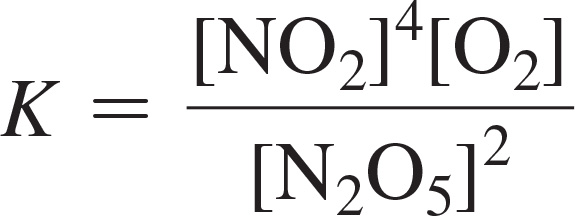 K = [NO₂]⁴[O₂] / [N₂O₅]²